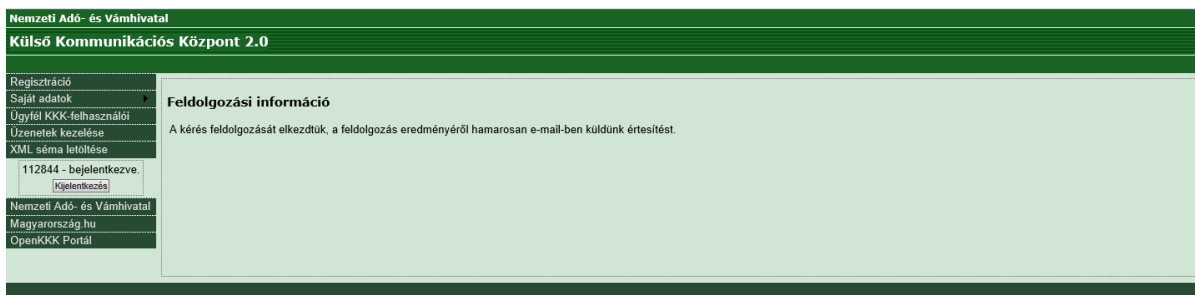 Nemzeti Adó- és Vámhivatal
Külső Kommunikációs Központ 2.0
Regisztráció
Saját adatok
Ügyfél KKK-felhasználói
Üzenetek kezelése
XML séma letöltése
112844 - bejelentkezve.
Kijelentkezés
Nemzeti Adó- és Vámhivatal
Magyarország.hu
OpenKKK Portál
Feldolgozási információ
A kérés feldolgozását elkezdtük, a feldolgozás eredményéről hamarosan e-mail-ben küldünk értesítést.